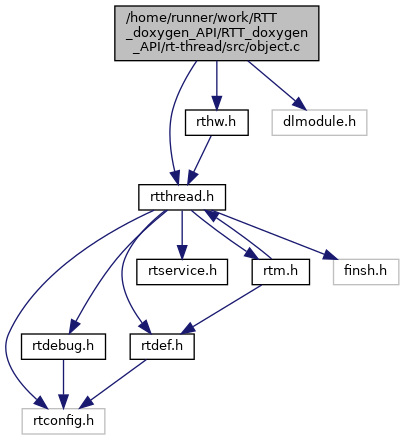 /home/runner/work/RTT
_doxygen_API/RTT_doxygen
_API/rt-thread/src/object.c
rthw.h
dlmodule.h
rtthread.h
rtservice.h
rtm.h
finsh.h
rtdebug.h
rtdef.h
rtconfig.h